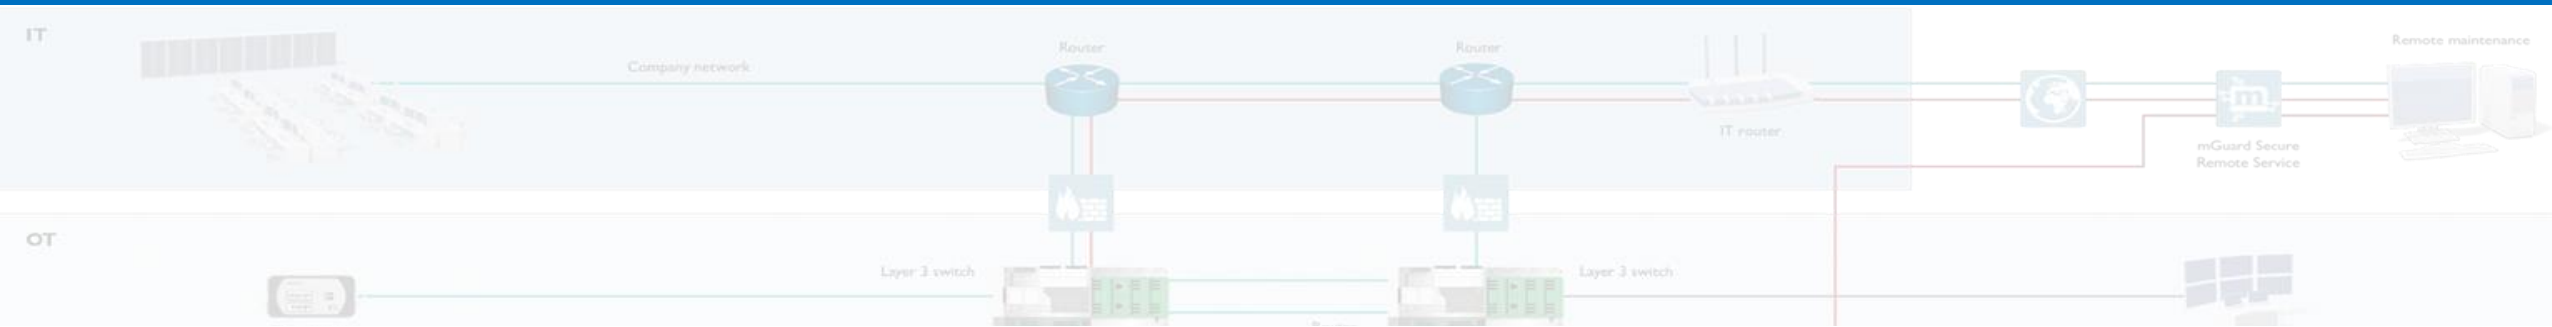 IT
Remote maintenance
Router
Router
Company network
IT router
mGuard Secure
Remote Service
OT
Layer 3 switch
Layer 3 switch